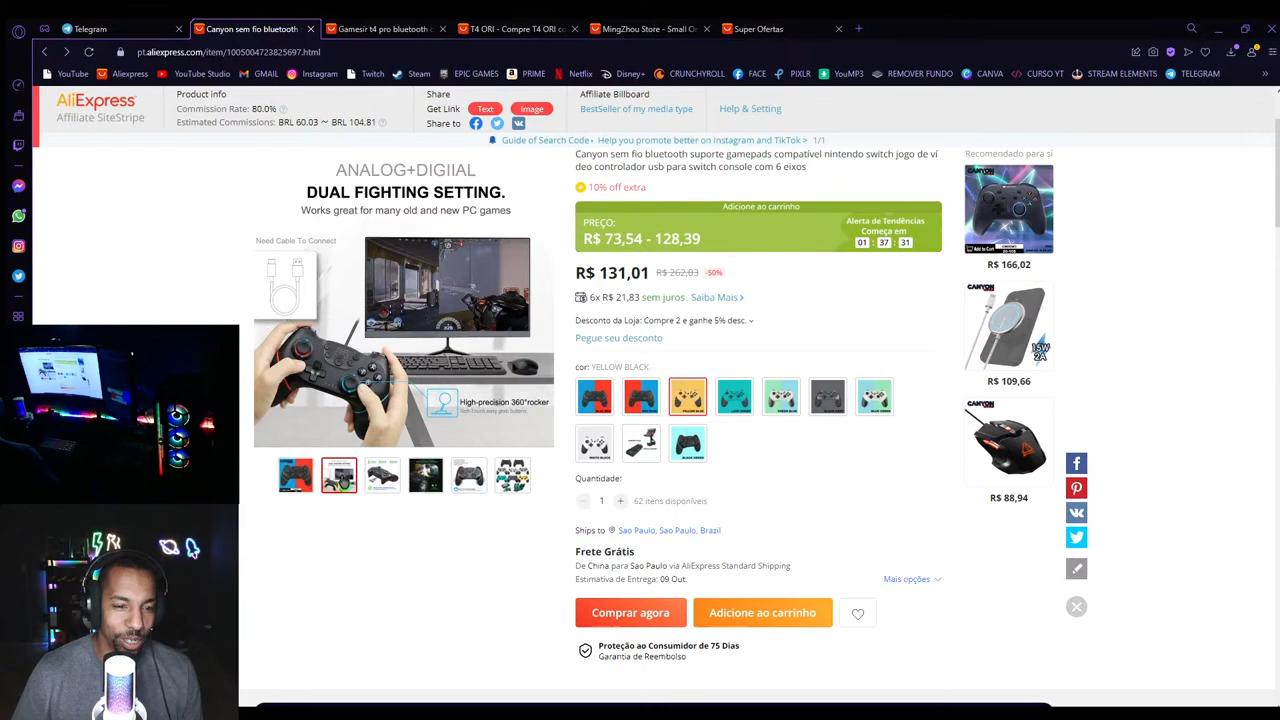 Telegram
Canyon sem fio bluetooth
Gamesir t4 pro bluetooth c
T4 ORI - Compre T4 ORI c
MingZhou Store - Small O
Super Ofertas
pt.aliexpress.com/item/1005004723825697.html
YouTube
Aliexpress
YouTube Studio
GMAIL
Instagram
Twitch
Steam
EPIC GAMES
PRIME
Netflix
Disney+
CRUNCHYROLL
FACE
PIXLR
YouMP3
REMOVER FUNDO
CANVA
CURSO YT
STREAM ELEMENTS
TELEGRAM
AliExpress
Affiliate SiteStripe
Product info
Commission Rate: 80.0%
Estimated Commissions: BRL 60.03 ~ BRL 104.81
Share
Get Link Text Image
Share to
Affiliate Billboard
BestSeller of my media type
Help & Setting
Guide of Search Code• Help you promote better on Instagram and TikTok > 1/1
ANALOG+DIGIIAL
DUAL FIGHTING SETTING.
Works great for many old and new PC games
Need Cable To Connect
High-precision 360°rocker
Canyon sem fio bluetooth suporte gamepads compatível nintendo switch jogo de ví
deo controlador usb para switch console com 6 eixos
10% off extra
Adicione ao carrinho
PREÇO:
R$ 73,54 - 128,39
Alerta de Tendências
Começa em
01 : 37 : 31
R$ 131,01 R$ 262,03 -50%
6x R$ 21,83 sem juros Saiba Mais >
Desconto da Loja: Compre 2 e ganhe 5% desc.
Pegue seu desconto
cor: YELLOW BLACK
Quantidade:
− 1 + 62 itens disponíveis
Ships to Sao Paulo, Sao Paulo, Brazil
Frete Grátis
De China para Sao Paulo via AliExpress Standard Shipping
Estimativa de Entrega: 09 Out.
Mais opções
Comprar agora
Adicione ao carrinho
Proteção ao Consumidor de 75 Dias
Garantia de Reembolso
Recomendado para si
CANYON
Add to Cart
R$ 166,02
CANYON
15W
2A
R$ 109,66
CANYON
R$ 88,94